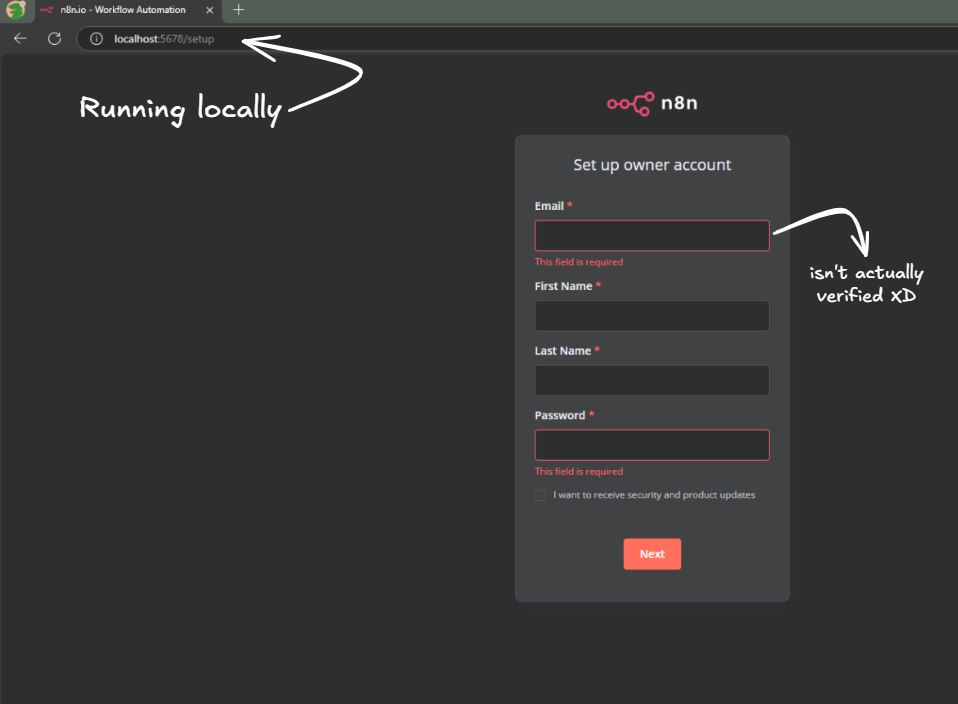 n8n.io - Workflow Automation
localhost:5678/setup
Running locally
n8n
Set up owner account
Email *
This field is required
isn't actually
verified XD
First Name *
Last Name *
Password *
This field is required
I want to receive security and product updates
Next